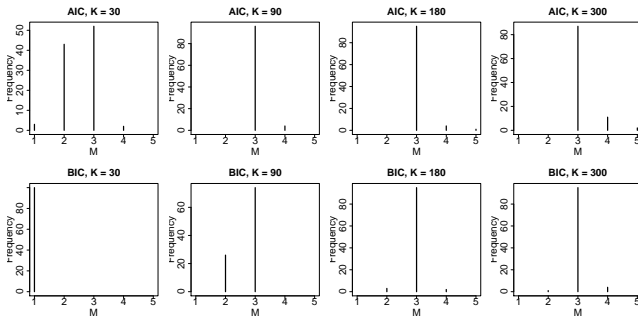 AIC, K = 30
AIC, K = 90
AIC, K = 180
AIC, K = 300
Frequency
0 10 20 30 40 50
1 2 3 4 5
M
Frequency
0 20 40 60 80
1 2 3 4 5
M
Frequency
0 20 40 60 80
1 2 3 4 5
M
Frequency
0 20 40 60 80
1 2 3 4 5
M
BIC, K = 30
BIC, K = 90
BIC, K = 180
BIC, K = 300
Frequency
0 20 40 60 80
1 2 3 4 5
M
Frequency
0 20 40 60
1 2 3 4 5
M
Frequency
0 20 40 60 80
1 2 3 4 5
M
Frequency
0 20 40 60 80
1 2 3 4 5
M